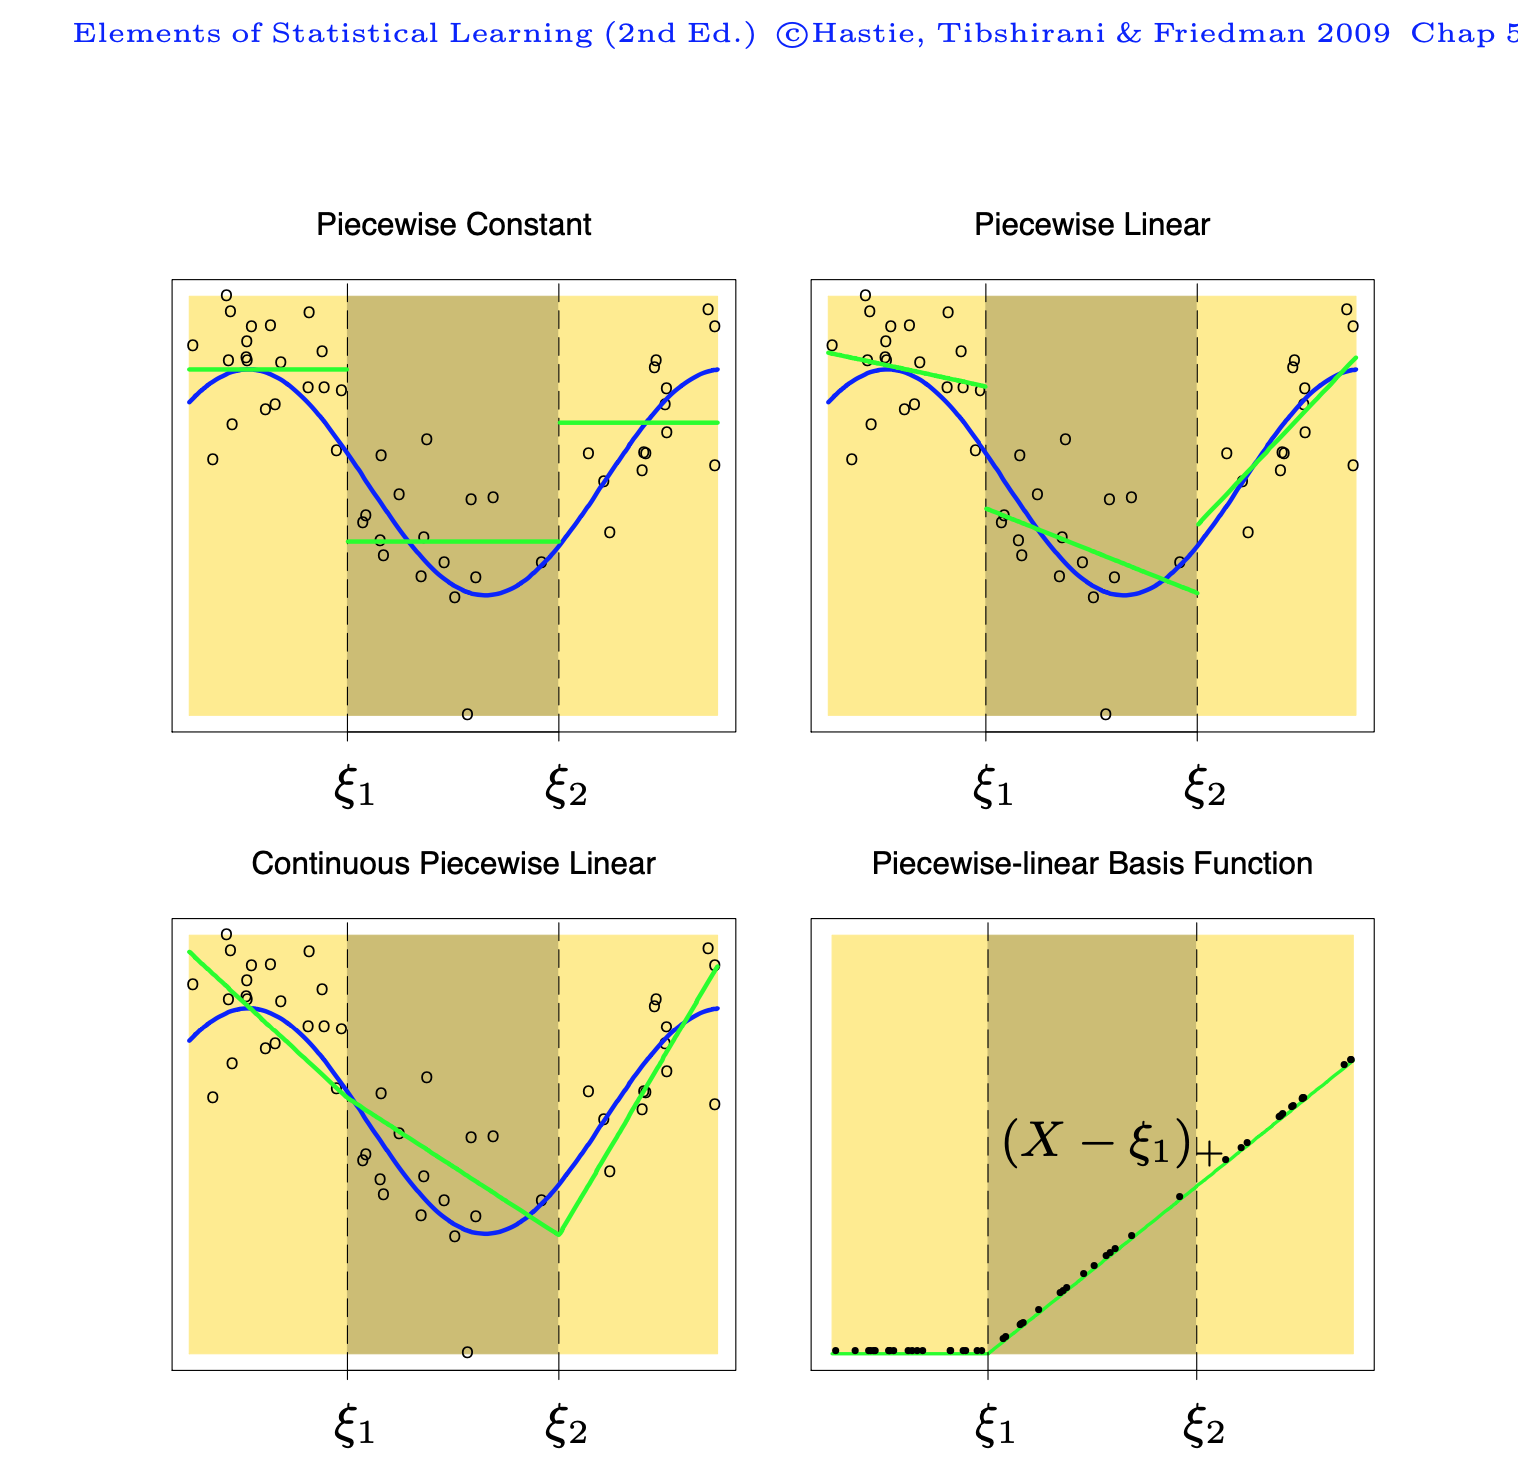 Elements of Statistical Learning (2nd Ed.) ©Hastie, Tibshirani & Friedman 2009 Chap 5
Piecewise Constant
Piecewise Linear
ξ1 ξ2
ξ1 ξ2
Continuous Piecewise Linear
Piecewise-linear Basis Function
(X − ξ1)+
ξ1 ξ2
ξ1 ξ2